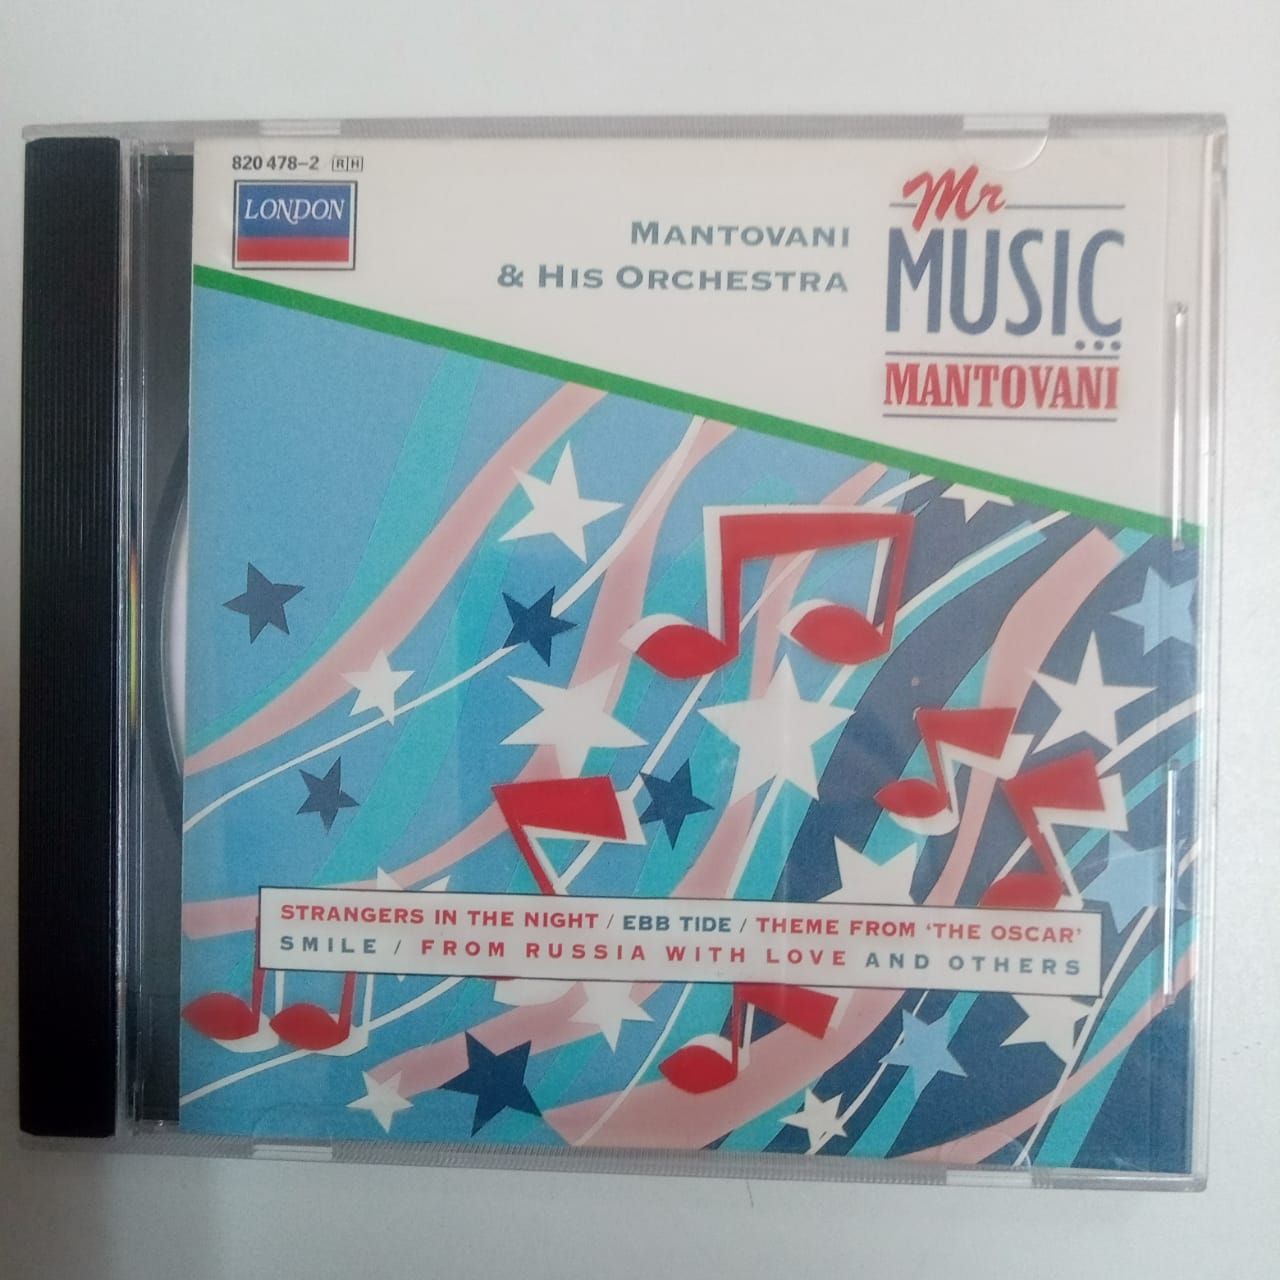 820 478-2 RH
LONDON
MANTOVANI
& HIS ORCHESTRA
Mr
MUSIC...
MANTOVANI
STRANGERS IN THE NIGHT / EBB TIDE / THEME FROM ‘THE OSCAR’
SMILE / FROM RUSSIA WITH LOVE AND OTHERS